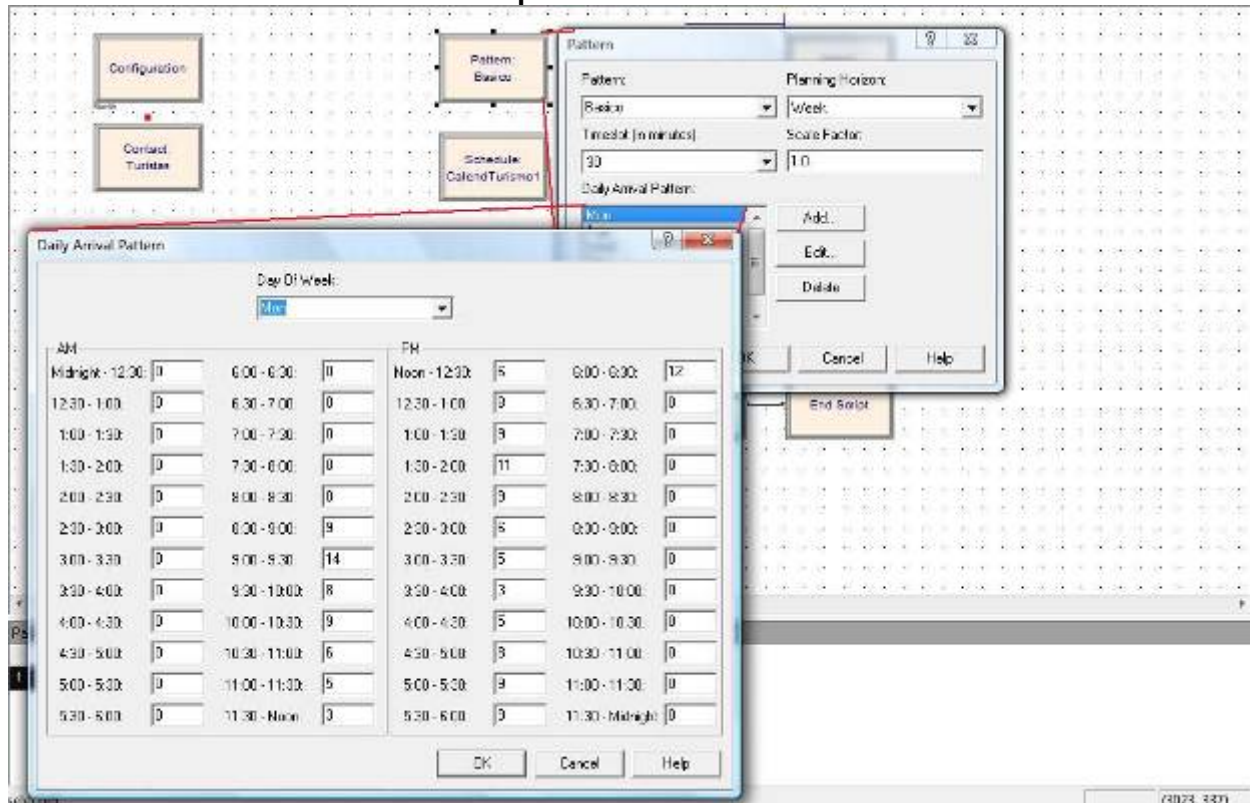 Configuration
Contact:
Turistas
Pattern:
Basico
Schedule:
CalendTurismo1
Pattern
Pattern:
Planning Horizon:
Basico
Week
Timeslot (in minutes)
Scale Factor:
30
1.0
Daily Arrival Pattern:
Mon
Add..
Edit..
Delete
Cancel
Help
End Script
Daily Arrival Pattern
Day Of Week:
Mon
AM
PM
Midnight - 12:30: 0 6:00 - 6:30: 0 Noon - 12:30: 6:00 - 6:30: 12
12:30 - 1:00: 0 6:30 - 7:00: 0 12:30 - 1:00: 6:30 - 7:00: 0
1:00 - 1:30: 0 7:00 - 7:30: 0 1:00 - 1:30: 9 7:00 - 7:30: 0
1:30 - 2:00: 0 7:30 - 8:00: 0 1:30 - 2:00: 11 7:30 - 8:00: 0
2:00 - 2:30: 0 8:00 - 8:30: 0 2:00 - 2:30: 8:00 - 8:30: 0
2:30 - 3:00: 0 8:30 - 9:00: 9 2:30 - 3:00: 8:30 - 9:00: 0
3:00 - 3:30: 0 9:00 - 9:30: 14 3:00 - 3:30: 5 9:00 - 9:30: 0
3:30 - 4:00: 0 9:30 - 10:00: 8 3:30 - 4:00: 3 9:30 - 10:00: 0
4:00 - 4:30: 0 10:00 - 10:30: 9 4:00 - 4:30: 10:00 - 10:30: 0
4:30 - 5:00: 0 10:30 - 11:00: 6 4:30 - 5:00: 10:30 - 11:00: 0
5:00 - 5:30: 0 11:00 - 11:30: 5 5:00 - 5:30: 9 11:00 - 11:30: 0
5:30 - 6:00: 0 11:30 - Noon: 5:30 - 6:00: 11:30 - Midnight: 0
OK
Cancel
Help